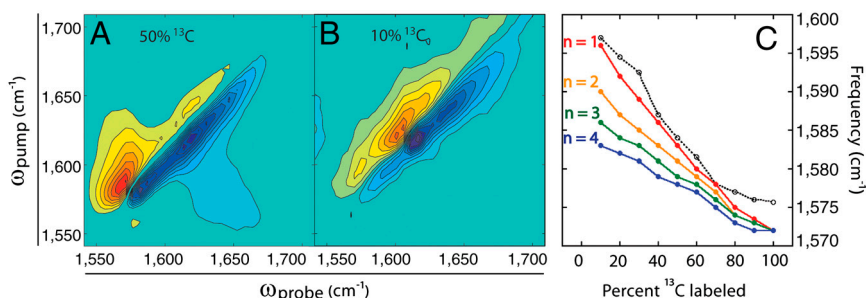 A
50% ¹³C
B
10% ¹³C
C
n = 1
n = 2
n = 3
n = 4
1,700
1,650
1,600
1,550
ωpump (cm⁻¹)
1,550
1,600
1,650
1,700
1,600
1,650
1,700
ωprobe (cm⁻¹)
1,600
1,595
1,590
1,585
1,580
1,575
1,570
Frequency (cm⁻¹)
0
20
40
60
80
100
Percent ¹³C labeled